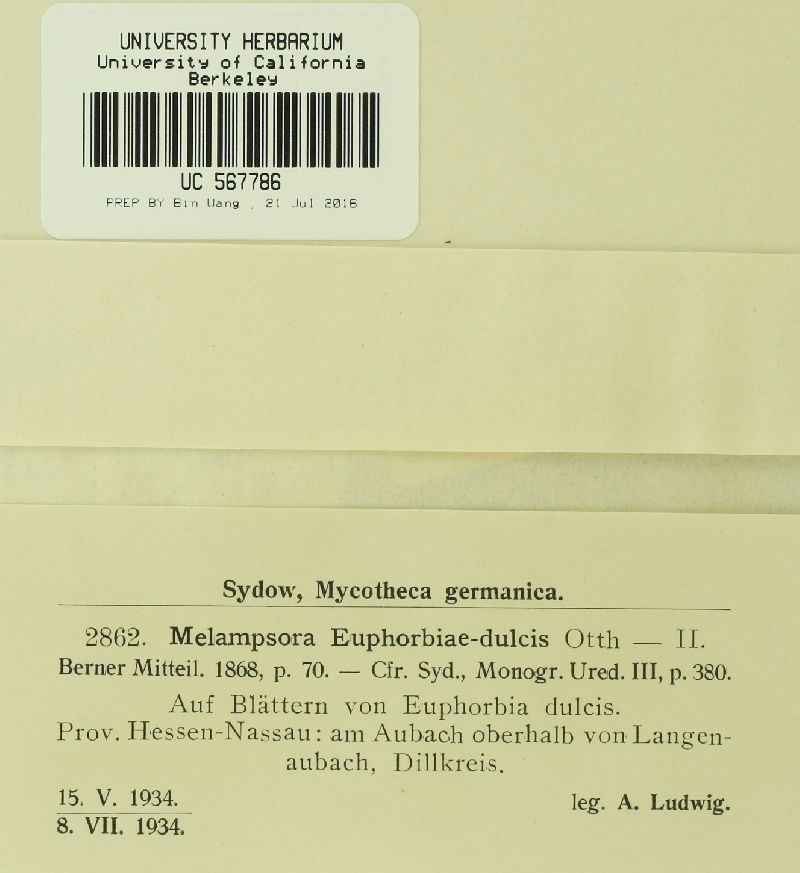 UNIVERSITY HERBARIUM
University of California
Berkeley
UC 567786
PREP BY Bin Wang , 21 Jul 2016
Sydow, Mycotheca germanica.
2862. Melampsora Euphorbiae-dulcis Otth — II.
Berner Mitteil. 1868, p. 70. — Cfr. Syd., Monogr. Ured. III, p. 380.
Auf Blättern von Euphorbia dulcis.
Prov. Hessen-Nassau: am Aubach oberhalb von Langen-
aubach, Dillkreis.
15. V. 1934.
leg. A. Ludwig.
8. VII. 1934.